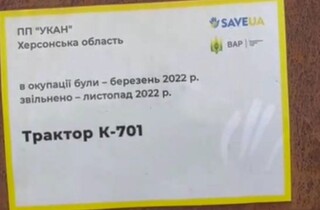 ПП "УКАН"
Херсонська область
SAVEUA
ВАР
в окупації були – березень 2022 р.
звільнено – листопад 2022 р.
Трактор К-701